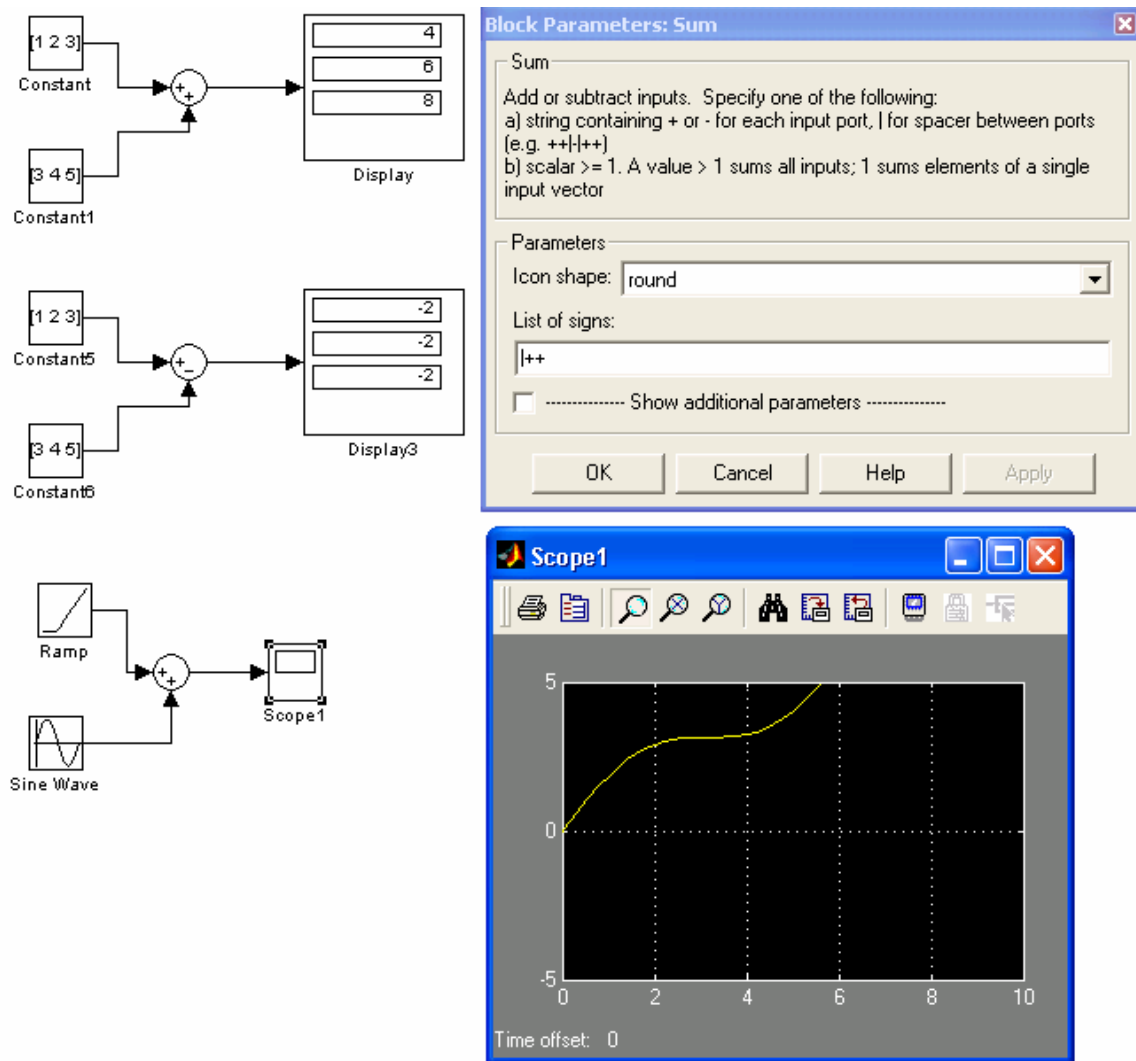 [1 2 3]
Constant
+
+
[3 4 5]
Constant1
4
6
8
Display
[1 2 3]
Constant5
+
−
[3 4 5]
Constant6
-2
-2
-2
Display3
Ramp
+
+
Sine Wave
Scope1
Block Parameters: Sum
Sum
Add or subtract inputs. Specify one of the following:
a) string containing + or - for each input port, | for spacer between ports
(e.g. ++|-|++)
b) scalar >= 1. A value > 1 sums all inputs; 1 sums elements of a single
input vector
Parameters
Icon shape: round
List of signs:
|++
-------------- Show additional parameters --------------
OK Cancel Help Apply
Scope1
5
0
-5
0 2 4 6 8 10
Time offset: 0